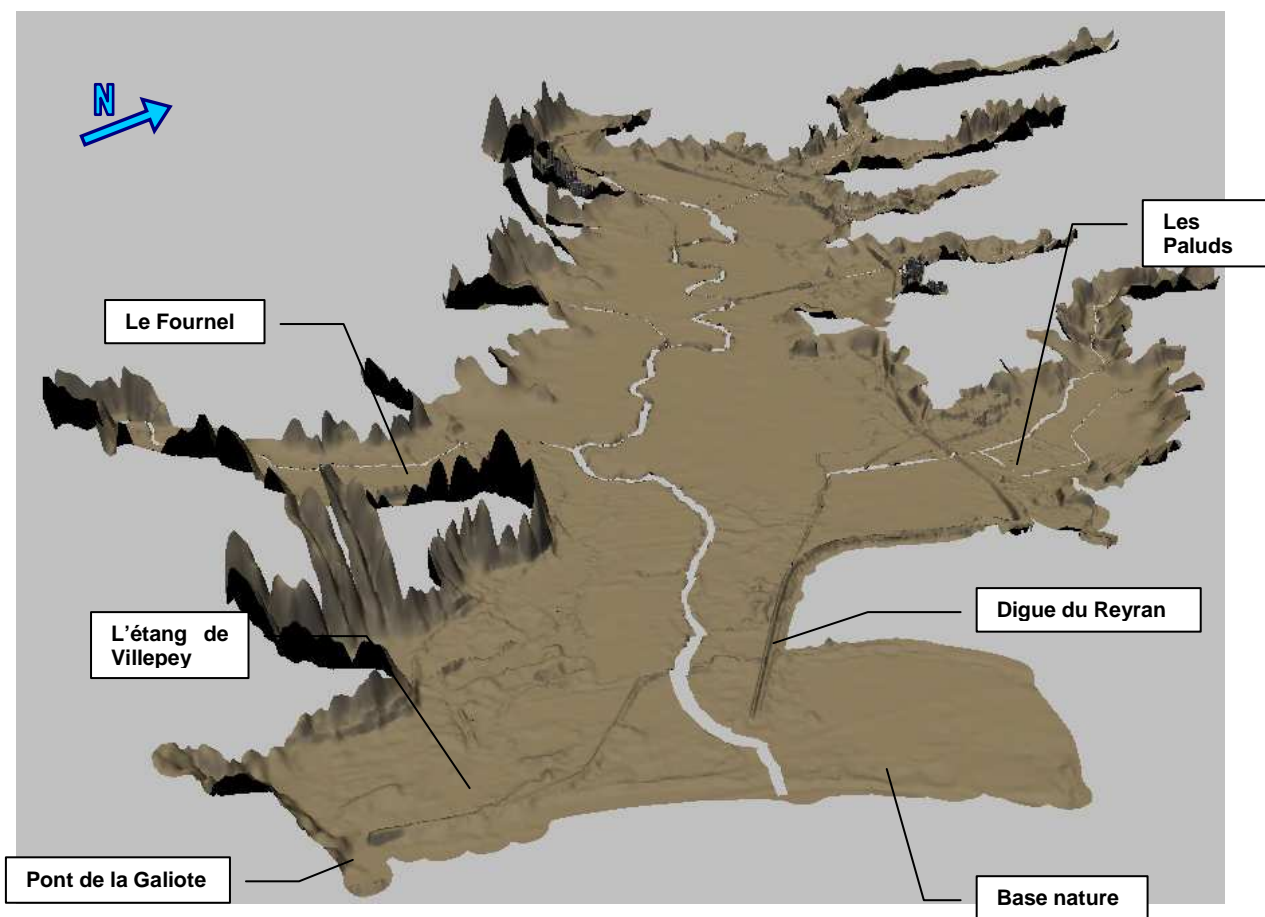 N
Les
Paluds
Le Fournel
L'étang de
Villepey
Digue du Reyran
Pont de la Galiote
Base nature